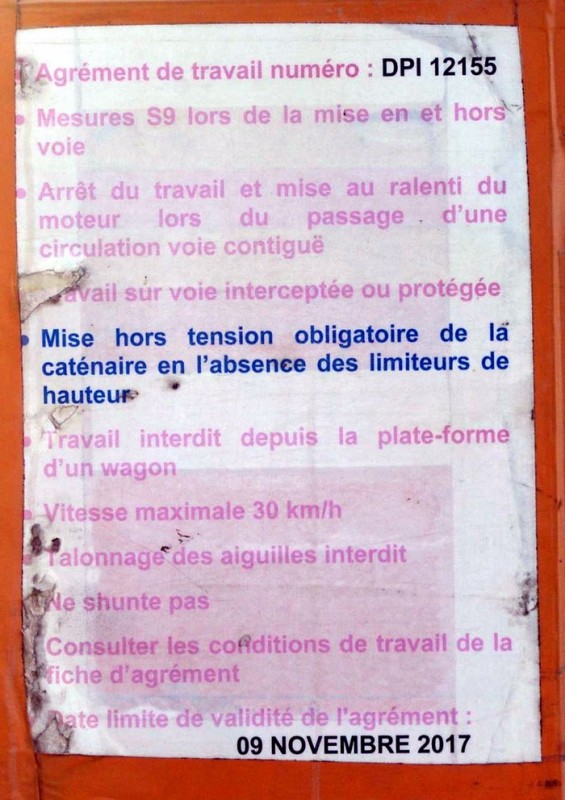 Agrément de travail numéro : DPI 12155
• Mesures S9 lors de la mise en et hors
voie
• Arrêt du travail et mise au ralenti du
moteur lors du passage d'une
circulation voie contiguë
Travail sur voie interceptée ou protégée
• Mise hors tension obligatoire de la
caténaire en l'absence des limiteurs de
hauteur
• Travail interdit depuis la plate-forme
d'un wagon
• Vitesse maximale 30 km/h
• Talonnage des aiguilles interdit
Ne shunte pas
Consulter les conditions de travail de la
fiche d'agrément
Date limite de validité de l'agrément :
09 NOVEMBRE 2017